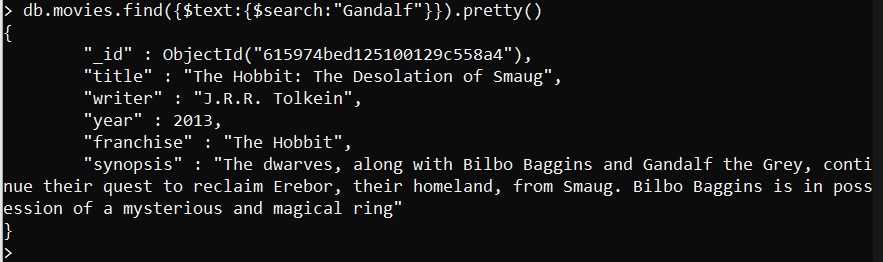 > db.movies.find({$text:{$search:"Gandalf"}}).pretty()
{
        "_id" : ObjectId("615974bed125100129c558a4"),
        "title" : "The Hobbit: The Desolation of Smaug",
        "writer" : "J.R.R. Tolkein",
        "year" : 2013,
        "franchise" : "The Hobbit",
        "synopsis" : "The dwarves, along with Bilbo Baggins and Gandalf the Grey, conti
nue their quest to reclaim Erebor, their homeland, from Smaug. Bilbo Baggins is in poss
ession of a mysterious and magical ring"
}
>